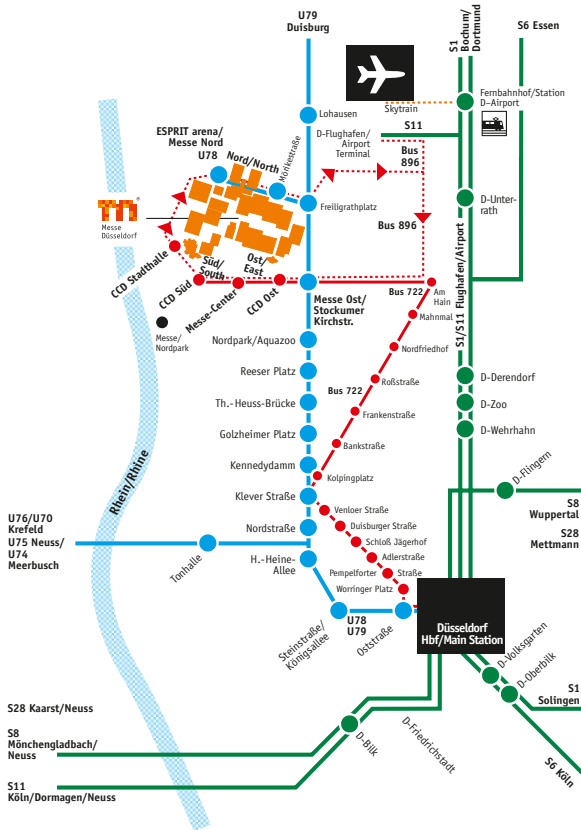 U79
Duisburg
S1
Bochum/
Dortmund
S6 Essen
Fernbahnhof/Station
D-Airport
Skytrain
Lohausen
D-Flughafen/
Airport
Terminal
S11
Bus
896
ESPRIT arena/
Messe Nord
U78
Nord/North
Mörikestraße
Freiligrathplatz
D-Unter-
rath
Messe
Düsseldorf
Bus 896
CCD Stadthalle
Süd/
South
Ost/
East
CCD Süd
Messe-Center
CCD Ost
Messe Ost/
Stockumer
Kirchstr.
Bus 722
Am
Hain
S1/S11 Flughafen/Airport
Messe/
Nordpark
Mahnmal
Nordpark/Aquazoo
Nordfriedhof
Reeser Platz
Roßstraße
D-Derendorf
Bus 722
Th.-Heuss-Brücke
D-Zoo
Frankenstraße
Golzheimer Platz
D-Wehrhahn
Bankstraße
Kennedydamm
Kolpingplatz
D-Flingern
Rhein/Rhine
Klever Straße
Venloer Straße
S8
Wuppertal
U76/U70
Krefeld
U75 Neuss/
U74
Meerbusch
Nordstraße
Duisburger Straße
S28
Mettmann
Schloß Jägerhof
Tonhalle
H.-Heine-
Allee
Adlerstraße
Pempelforter
Straße
Worringer Platz
U78
U79
Steinstraße/
Königsallee
Oststraße
Düsseldorf
Hbf/Main Station
D-Volksgarten
D-Oberbilk
S1
Solingen
S28 Kaarst/Neuss
S8
Mönchengladbach/
Neuss
D-Bilk
D-Friedrichstadt
S6 Köln
S11
Köln/Dormagen/Neuss